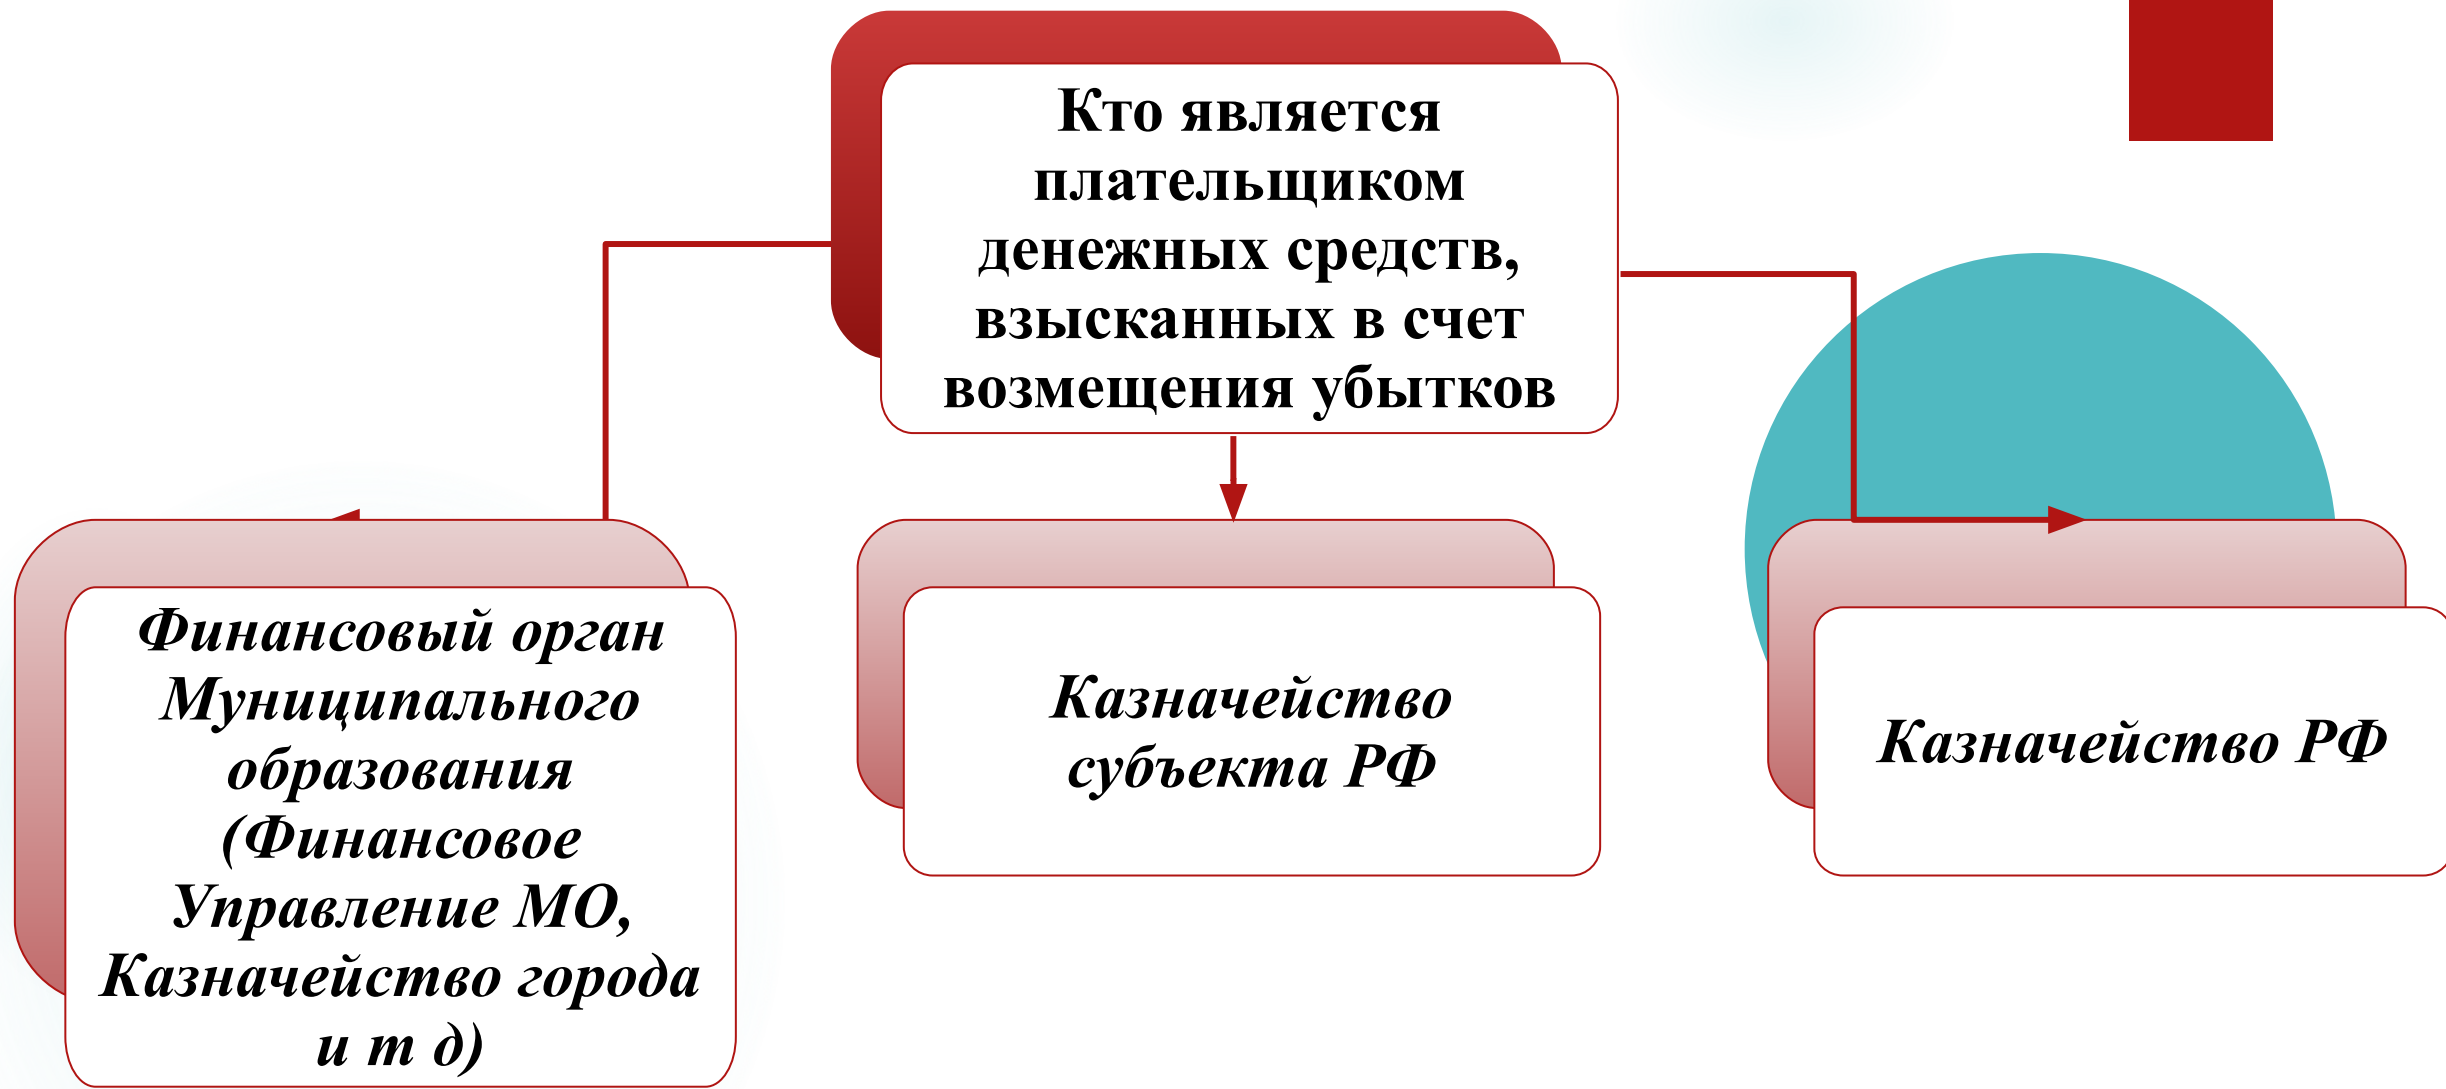 Кто является
плательщиком
денежных средств,
взысканных в счет
возмещения убытков
Финансовый орган
Муниципального
образования
(Финансовое
Управление МО,
Казначейство города
и т д)
Казначейство
субъекта РФ
Казначейство РФ